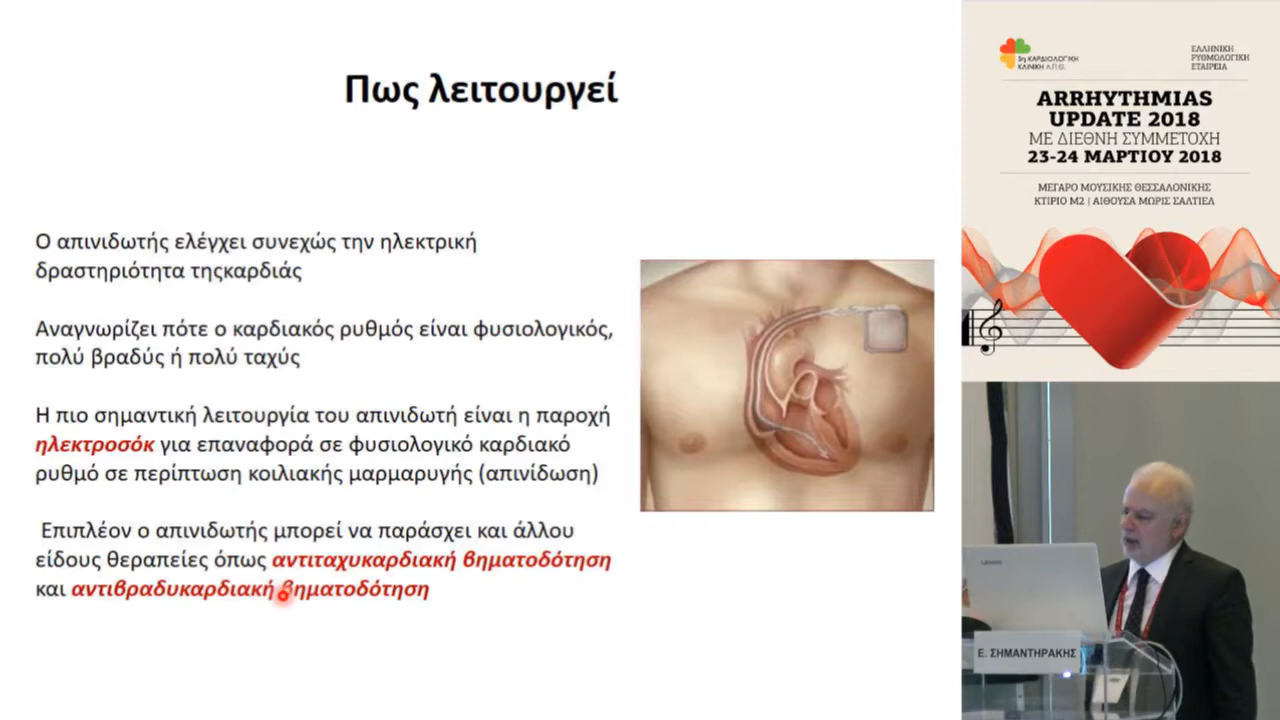 Πως λειτουργεί
Ο απινιδωτής ελέγχει συνεχώς την ηλεκτρική
δραστηριότητα τηςκαρδιάς
Αναγνωρίζει πότε ο καρδιακός ρυθμός είναι φυσιολογικός,
πολύ βραδύς ή πολύ ταχύς
Η πιο σημαντική λειτουργία του απινιδωτή είναι η παροχή
ηλεκτροσόκ για επαναφορά σε φυσιολογικό καρδιακό
ρυθμό σε περίπτωση κοιλιακής μαρμαρυγής (απινίδωση)
Επιπλέον ο απινιδωτής μπορεί να παράσχει και άλλου
είδους θεραπείες όπως αντιταχυκαρδιακή βηματοδότηση
και αντιβραδυκαρδιακή βηματοδότηση
3η ΚΑΡΔΙΟΛΟΓΙΚΗ
ΚΛΙΝΙΚΗ Α.Π.Θ.
ΕΛΛΗΝΙΚΗ
ΡΥΘΜΟΛΟΓΙΚΗ
ΕΤΑΙΡΕΙΑ
ARRHYTHMIAS
UPDATE 2018
ΜΕ ΔΙΕΘΝΗ ΣΥΜΜΕΤΟΧΗ
23-24 ΜΑΡΤΙΟΥ 2018
ΜΕΓΑΡΟ ΜΟΥΣΙΚΗΣ ΘΕΣΣΑΛΟΝΙΚΗΣ
ΚΤΙΡΙΟ Μ2 | ΑΙΘΟΥΣΑ ΜΩΡΙΣ ΣΑΛΤΙΕΛ
Lenovo
Ε. ΣΗΜΑΝΤΗΡΑΚΗΣ